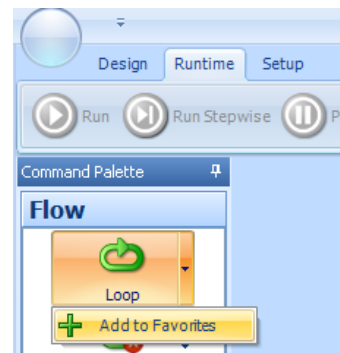 Design Runtime Setup
Run Run Stepwise P
Command Palette
Flow
Loop
Add to Favorites